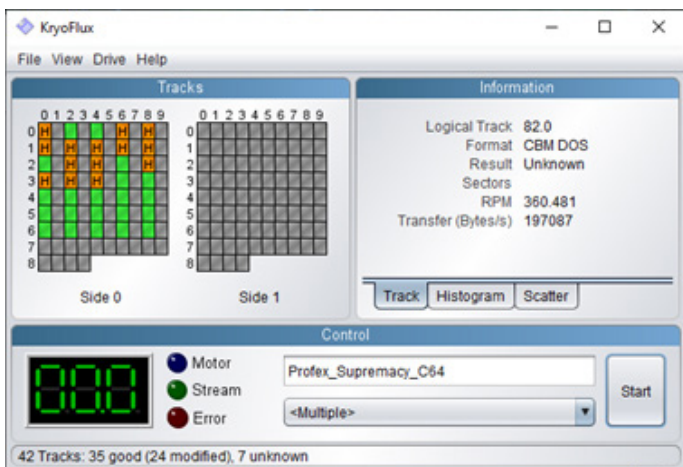 KryoFlux
File View Drive Help
Tracks
0 1 2 3 4 5 6 7 8 9
0 H H H
1 H H H H H
2 H H H
3 H H H
4
5
6
7
8
Side 0
0 1 2 3 4 5 6 7 8 9
0
1
2
3
4
5
6
7
8
Side 1
Information
Logical Track 82.0
Format CBM DOS
Result Unknown
Sectors
RPM 360.481
Transfer (Bytes/s) 197087
Track Histogram Scatter
Control
00.0
Motor
Stream
Error
Profex_Supremacy_C64
<Multiple>
Start
42 Tracks: 35 good (24 modified), 7 unknown